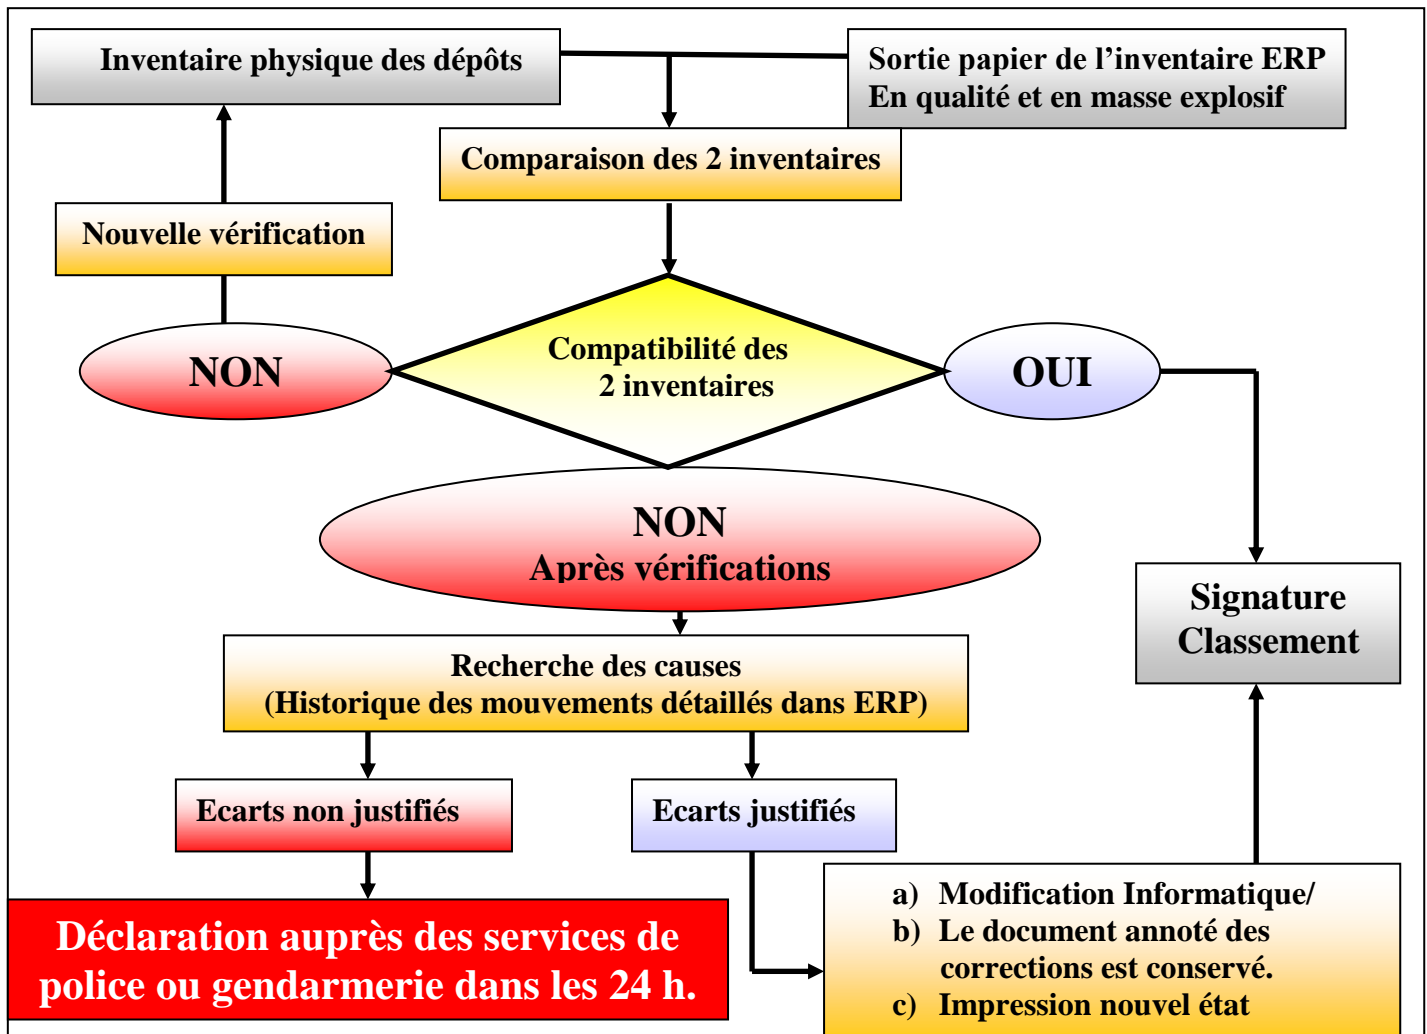 Inventaire physique des dépôts
Sortie papier de l’inventaire ERP
En qualité et en masse explosif
Comparaison des 2 inventaires
Nouvelle vérification
NON
Compatibilité des
2 inventaires
OUI
NON
Après vérifications
Signature
Classement
Recherche des causes
(Historique des mouvements détaillés dans ERP)
Ecarts non justifiés
Ecarts justifiés
Déclaration auprès des services de
police ou gendarmerie dans les 24 h.
a) Modification Informatique/
b) Le document annoté des
corrections est conservé.
c) Impression nouvel état